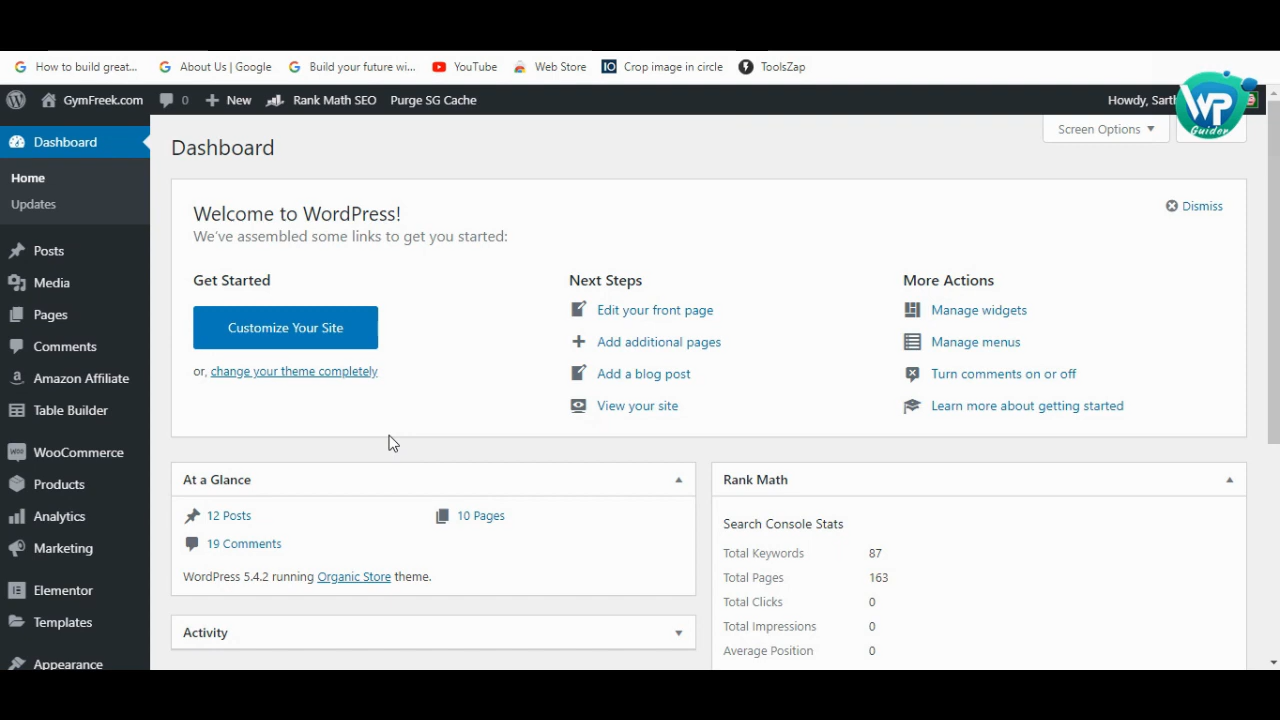 How to build great...
About Us | Google
Build your future wi...
YouTube
Web Store
IO
Crop image in circle
ToolsZap
GymFreek.com
0
New
Rank Math SEO
Purge SG Cache
Howdy, Sarth
WP
Guider
Screen Options
Dashboard
Home
Updates
Posts
Media
Pages
Comments
Amazon Affiliate
Table Builder
WooCommerce
Products
Analytics
Marketing
Elementor
Templates
Appearance
Dashboard
Welcome to WordPress!
We've assembled some links to get you started:
Dismiss
Get Started
Customize Your Site
or, change your theme completely
Next Steps
Edit your front page
Add additional pages
Add a blog post
View your site
More Actions
Manage widgets
Manage menus
Turn comments on or off
Learn more about getting started
At a Glance
12 Posts
10 Pages
19 Comments
WordPress 5.4.2 running Organic Store theme.
Activity
Rank Math
Search Console Stats
Total Keywords 87
Total Pages 163
Total Clicks 0
Total Impressions 0
Average Position 0